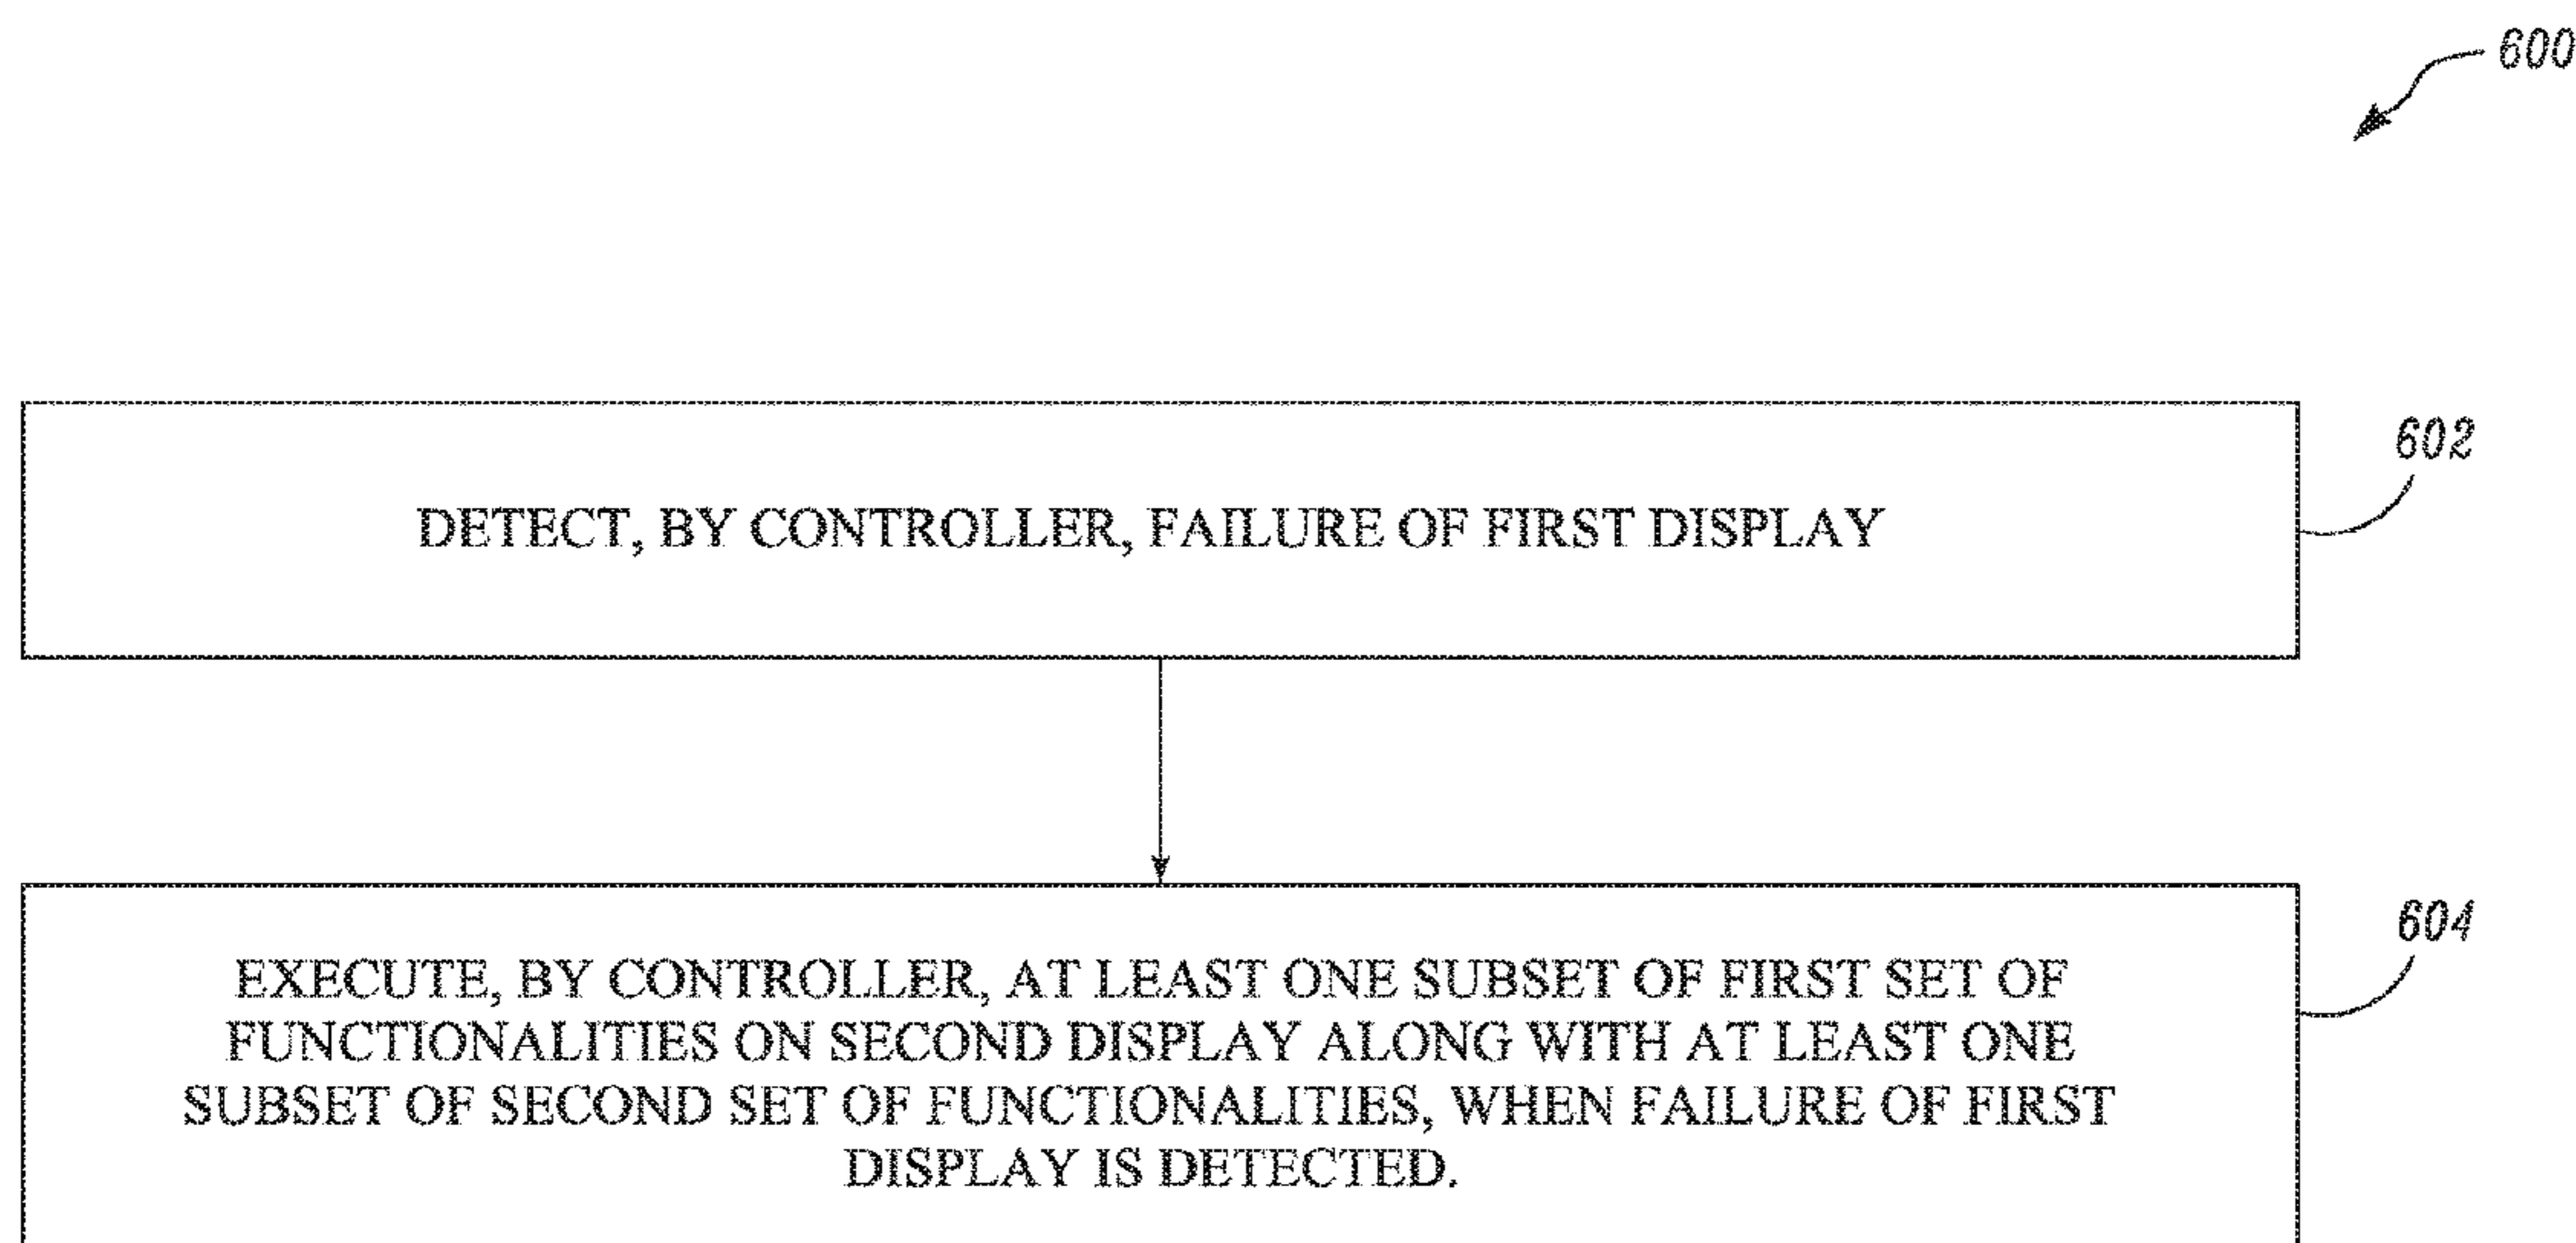 600
602
DETECT, BY CONTROLLER, FAILURE OF FIRST DISPLAY
604
EXECUTE, BY CONTROLLER, AT LEAST ONE SUBSET OF FIRST SET OF
FUNCTIONALITIES ON SECOND DISPLAY ALONG WITH AT LEAST ONE
SUBSET OF SECOND SET OF FUNCTIONALITIES, WHEN FAILURE OF FIRST
DISPLAY IS DETECTED.